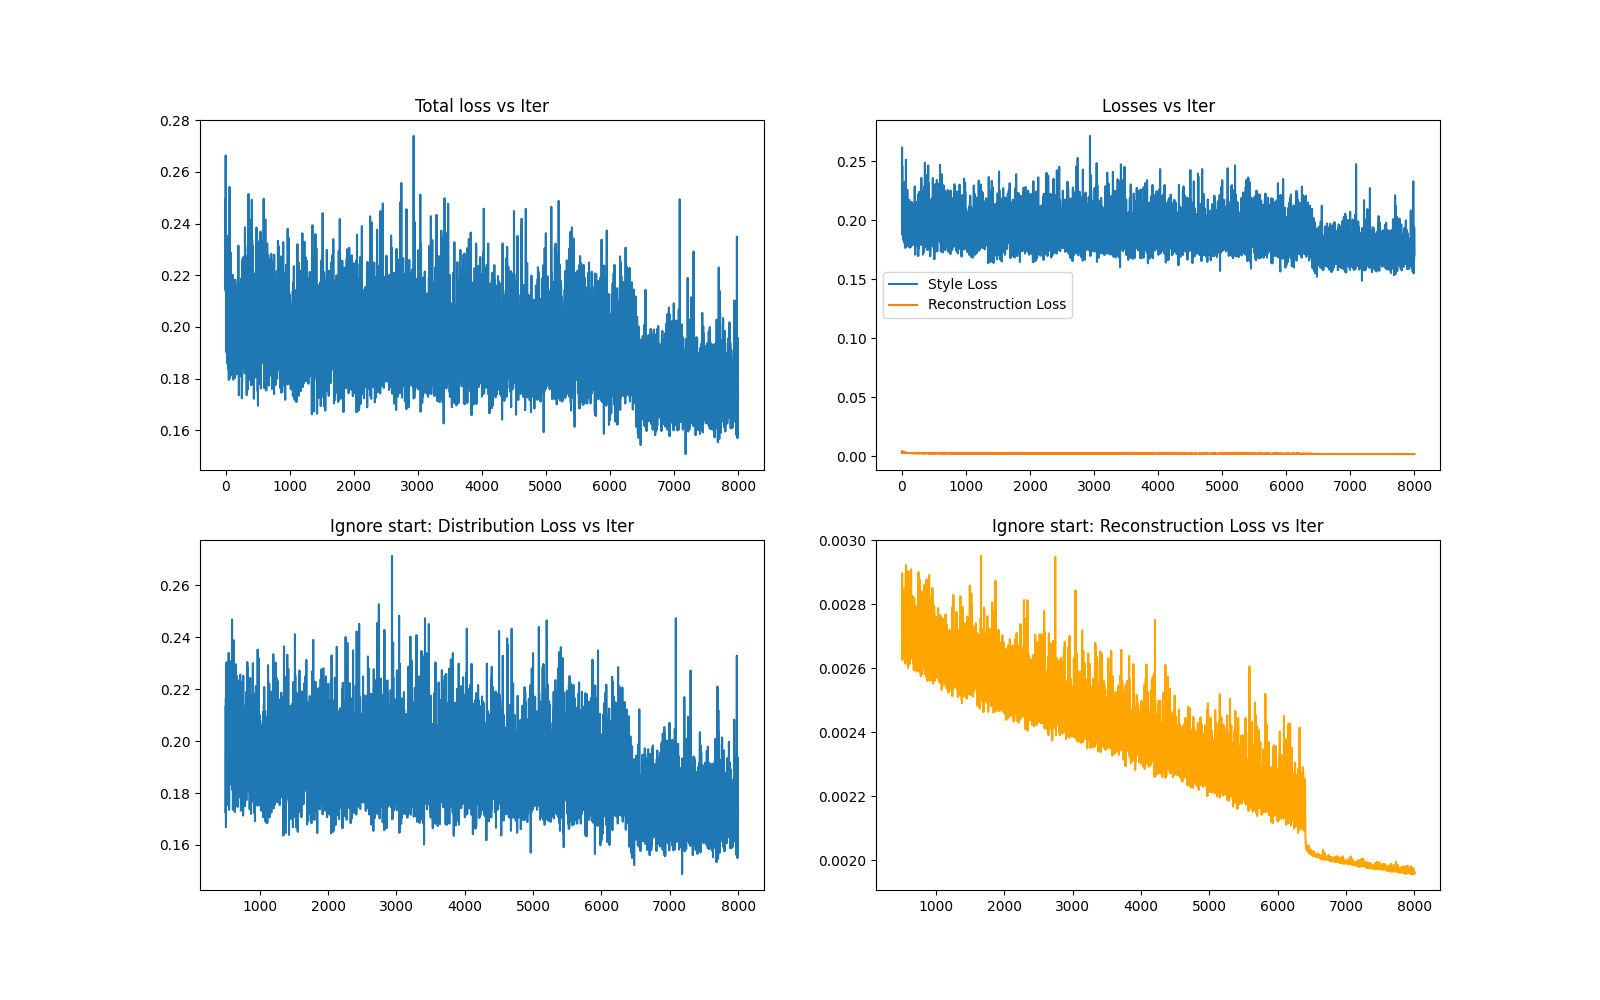 Total loss vs Iter
0.28
0.26
0.24
0.22
0.20
0.18
0.16
0 1000 2000 3000 4000 5000 6000 7000 8000
Losses vs Iter
0.25
0.20
0.15
0.10
0.05
0.00
Style Loss
Reconstruction Loss
0 1000 2000 3000 4000 5000 6000 7000 8000
Ignore start: Distribution Loss vs Iter
0.26
0.24
0.22
0.20
0.18
0.16
1000 2000 3000 4000 5000 6000 7000 8000
Ignore start: Reconstruction Loss vs Iter
0.0030
0.0028
0.0026
0.0024
0.0022
0.0020
1000 2000 3000 4000 5000 6000 7000 8000